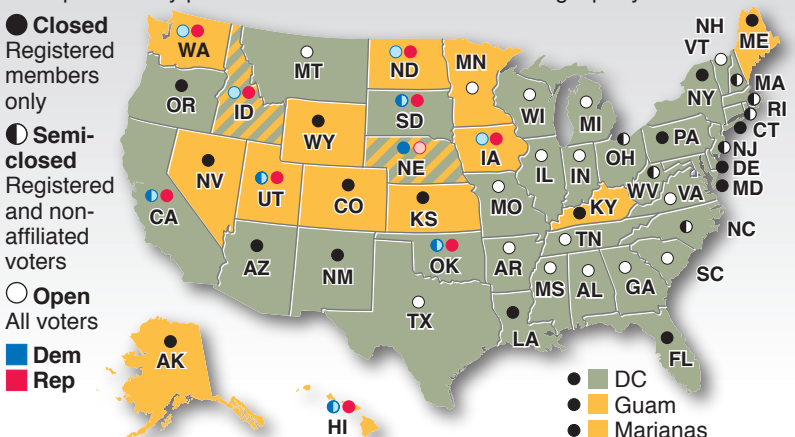 Closed
Registered
members
only
Semi-
closed
Registered
and non-
affiliated
voters
Open
All voters
Dem
Rep
WA
MT
ND
MN
OR
ID
SD
WI
MI
NH
VT
ME
NY
MA
RI
CT
NJ
DE
MD
WY
NE
IA
IL
IN
OH
PA
NV
UT
CO
KS
MO
KY
WV
VA
CA
AZ
NM
OK
AR
TN
NC
SC
TX
LA
MS
AL
GA
FL
AK
HI
DC
Guam
Marianas